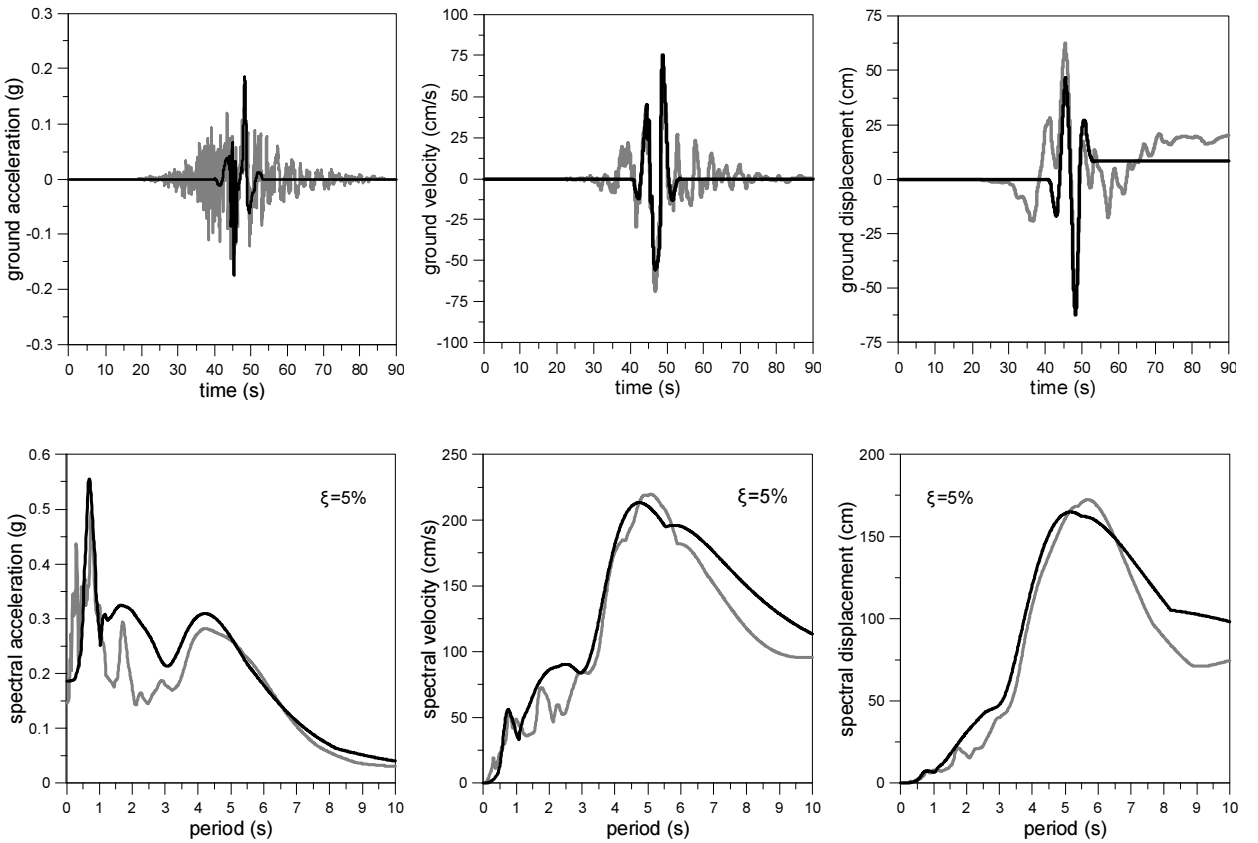 ground acceleration (g)
0.3
0.2
0.1
0
-0.1
-0.2
-0.3
0 10 20 30 40 50 60 70 80 90
time (s)
ground velocity (cm/s)
100
75
50
25
0
-25
-50
-75
-100
0 10 20 30 40 50 60 70 80 90
time (s)
ground displacement (cm)
75
50
25
0
-25
-50
-75
0 10 20 30 40 50 60 70 80 90
time (s)
spectral acceleration (g)
0.6
0.5
0.4
0.3
0.2
0.1
0
ξ=5%
0 1 2 3 4 5 6 7 8 9 10
period (s)
spectral velocity (cm/s)
250
200
150
100
50
0
ξ=5%
0 1 2 3 4 5 6 7 8 9 10
period (s)
spectral displacement (cm)
200
150
100
50
0
ξ=5%
0 1 2 3 4 5 6 7 8 9 10
period (s)